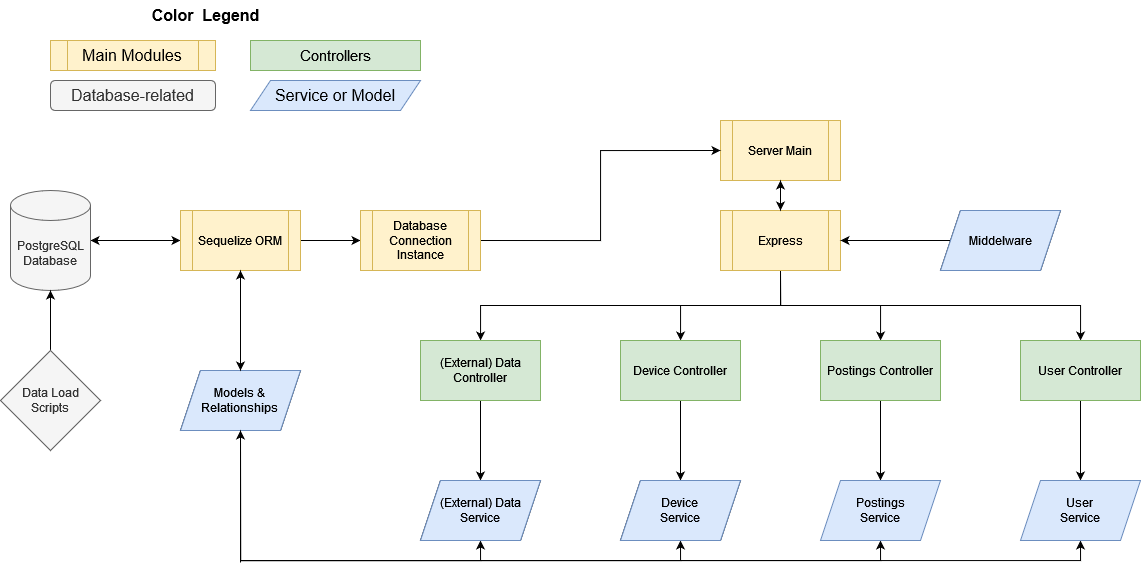 Color Legend
Main Modules
Controllers
Database-related
Service or Model
Server Main
PostgreSQL
Database
Sequelize ORM
Database
Connection
Instance
Express
Middelware
(External) Data
Controller
Device Controller
Postings Controller
User Controller
Data Load
Scripts
Models &
Relationships
(External) Data
Service
Device
Service
Postings
Service
User
Service